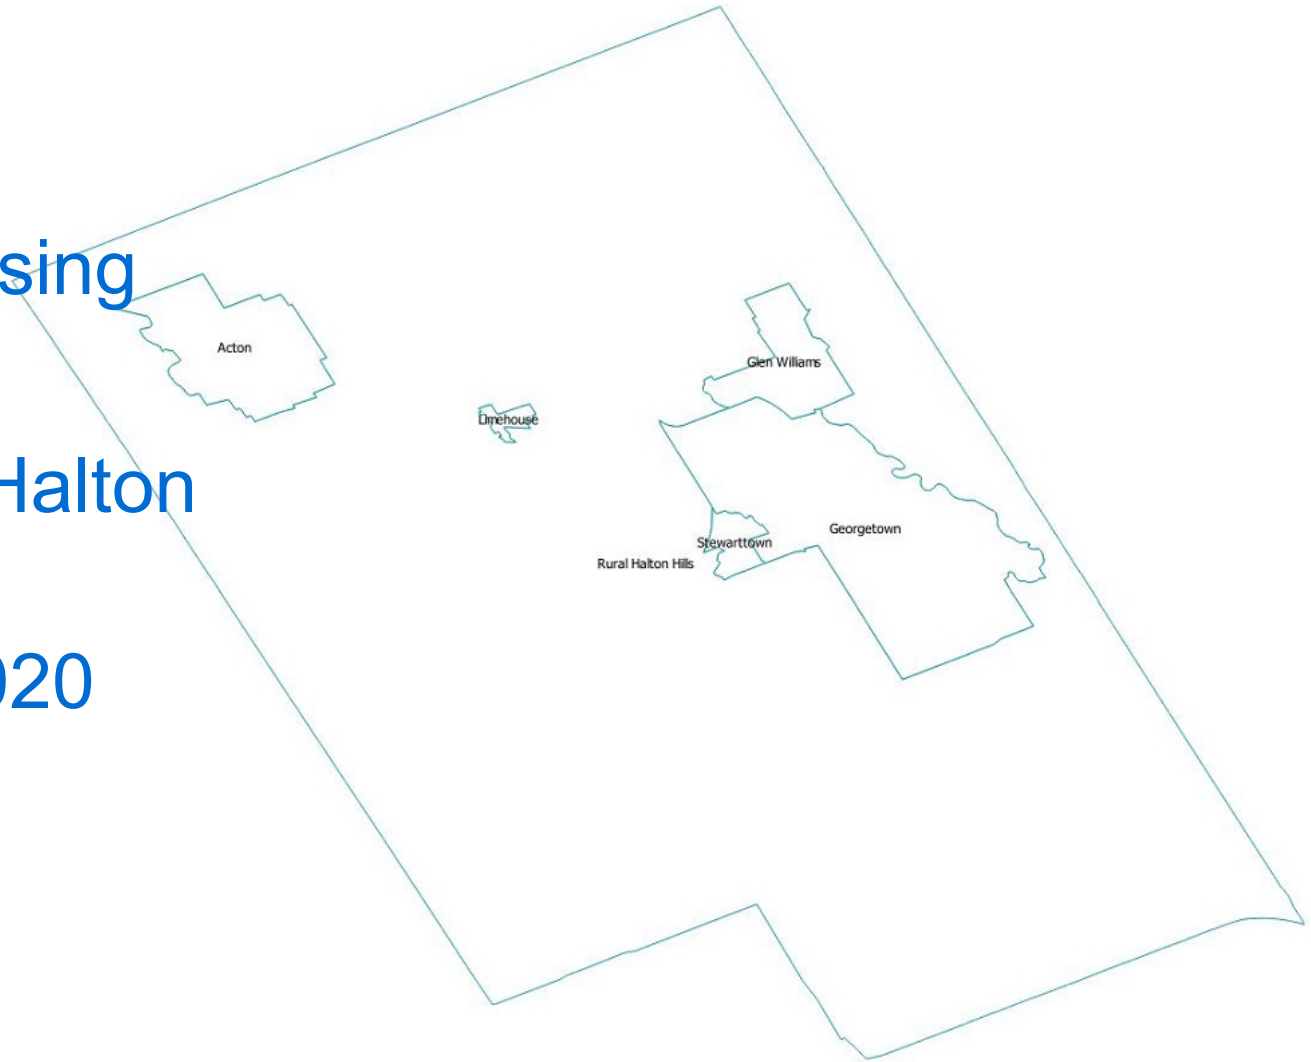 sing
Acton
Glen Williams
Limehouse
Halton
Georgetown
Stewarttown
Rural Halton Hills
020